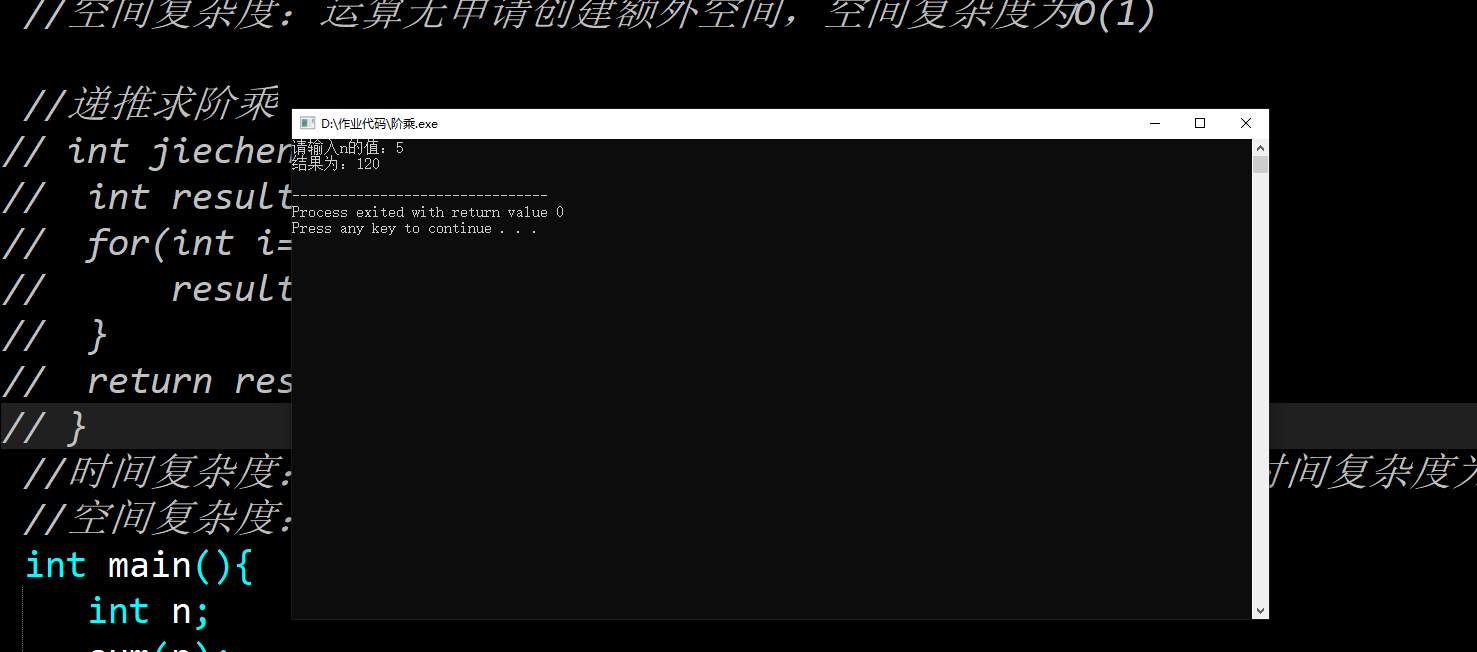 //空间复杂度：运算无申请创建额外空间，空间复杂度为O(1)
//递推求阶乘
D:\作业代码\阶乘.exe
// int jiechen
请输入n的值：5
结果为：120
// int result
--------------------------------
Process exited with return value 0
Press any key to continue . . .
// for(int i=
// result
// }
// return res
// }
//时间复杂度： 时间复杂度为
//空间复杂度：
int main(){
int n;
sum(n);